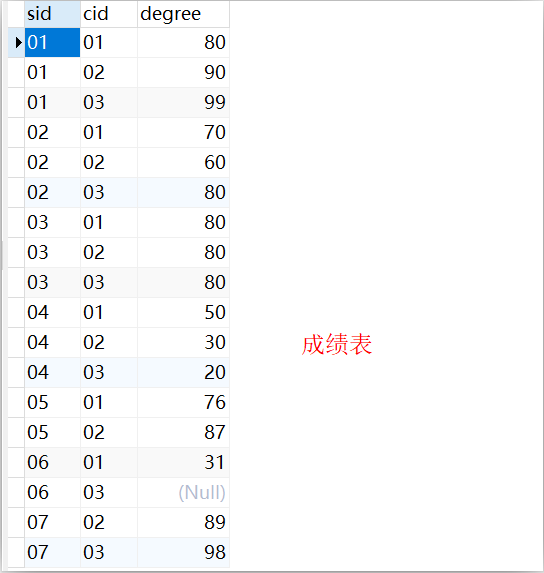 sid cid degree
01 01 80
01 02 90
01 03 99
02 01 70
02 02 60
02 03 80
03 01 80
03 02 80
03 03 80
04 01 50
04 02 30
04 03 20
05 01 76
05 02 87
06 01 31
06 03 (Null)
07 02 89
07 03 98
成绩表